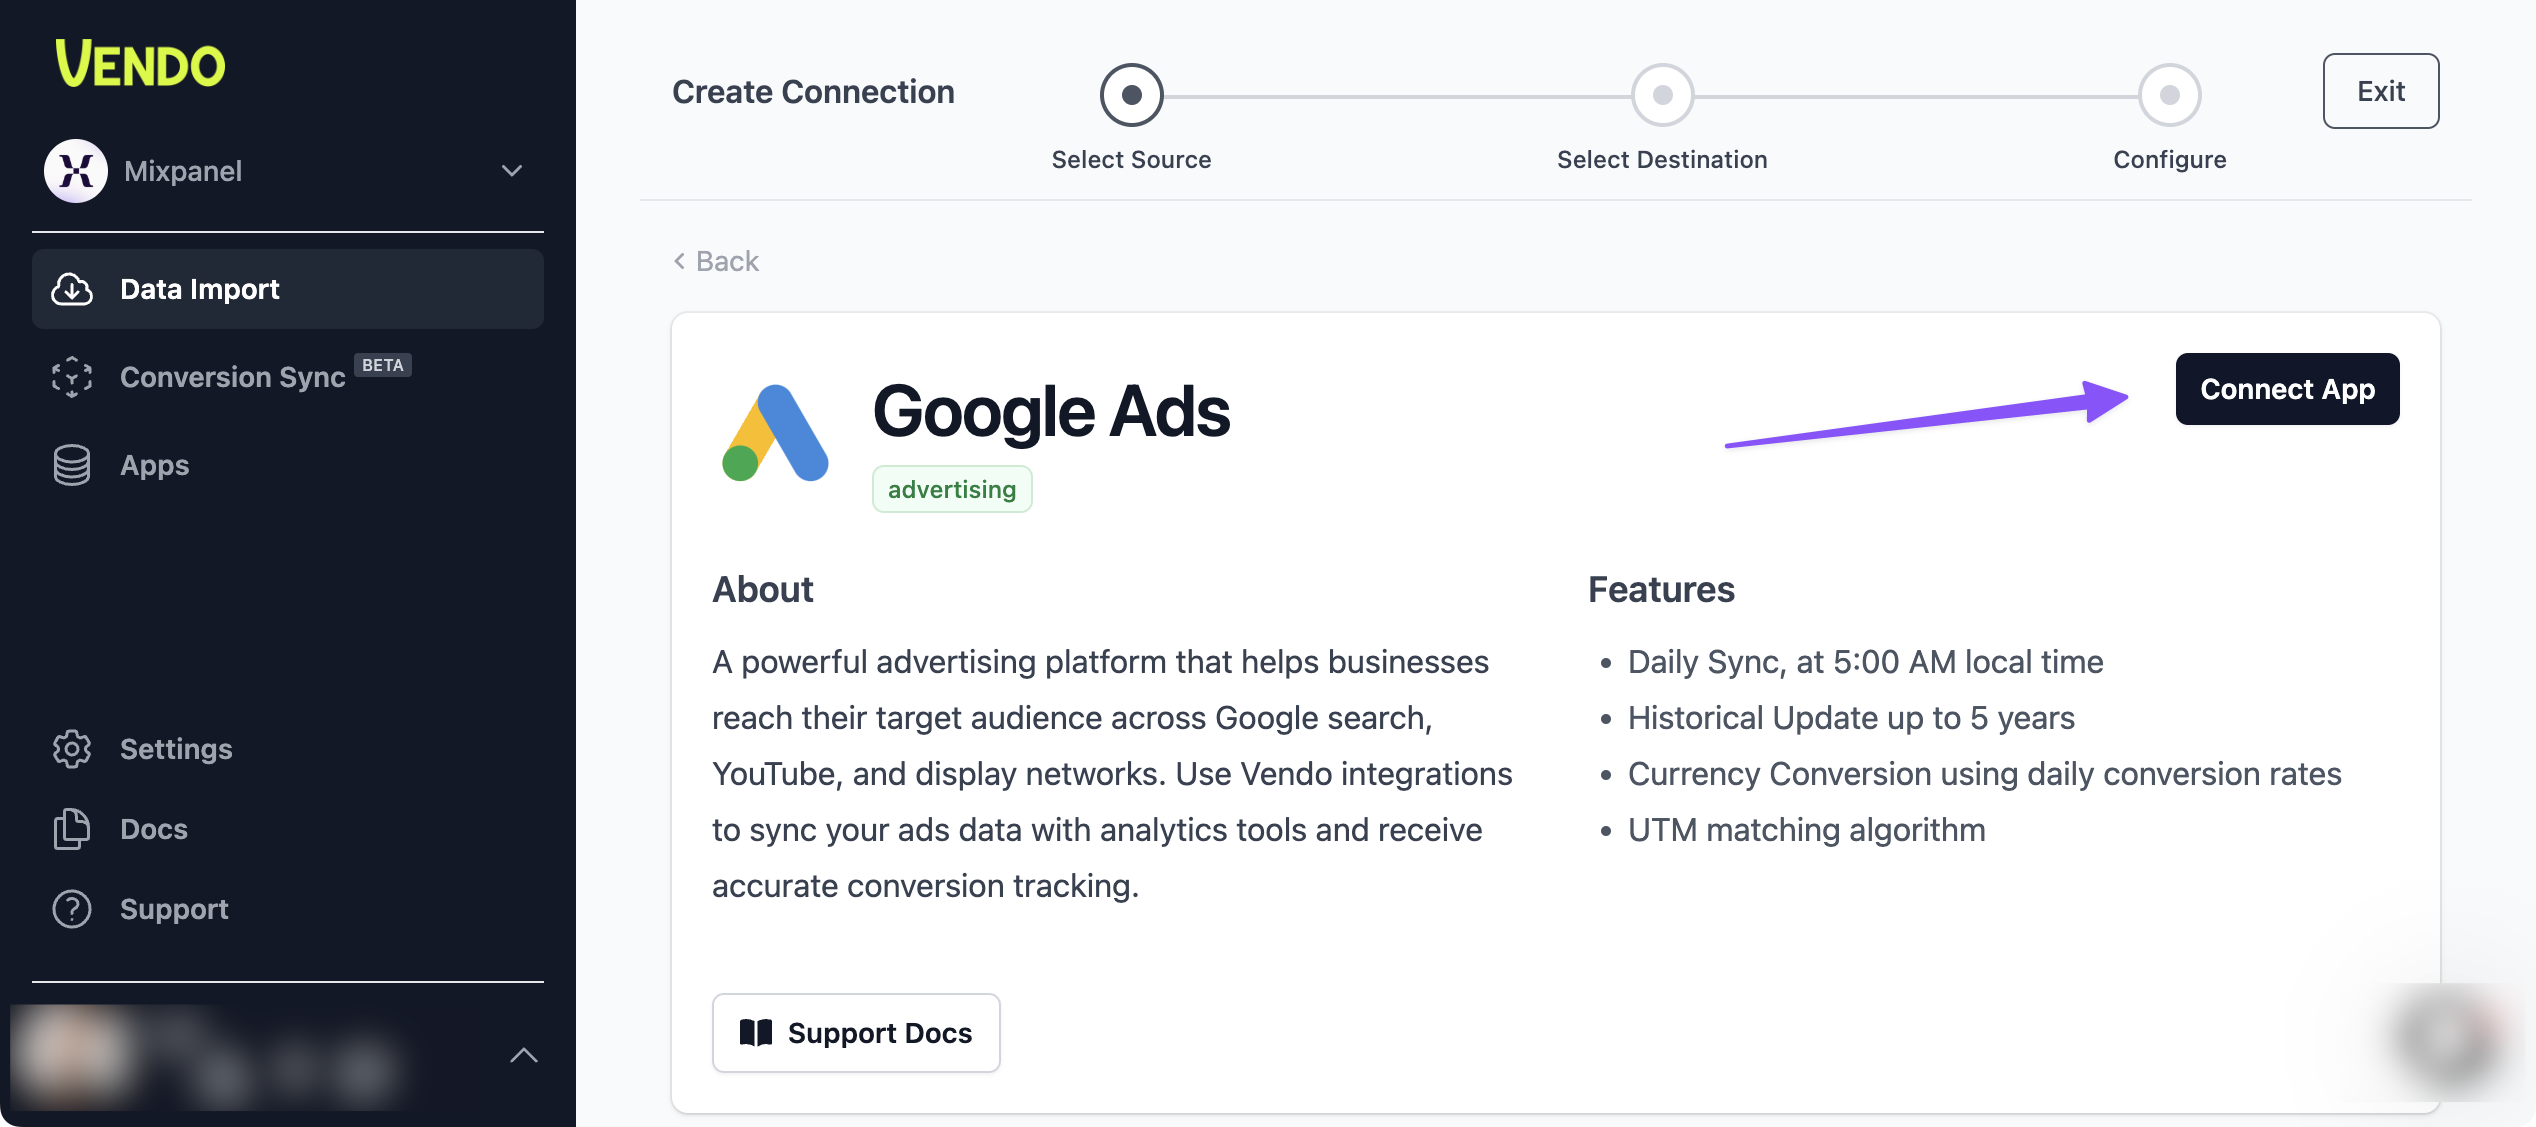 VENDO
Mixpanel
Data Import
Conversion Sync BETA
Apps
Settings
Docs
Support
Create Connection
Select Source
Select Destination
Configure
Exit
Back
Google Ads
advertising
Connect App
About
A powerful advertising platform that helps businesses
reach their target audience across Google search,
YouTube, and display networks. Use Vendo integrations
to sync your ads data with analytics tools and receive
accurate conversion tracking.
Features
• Daily Sync, at 5:00 AM local time
• Historical Update up to 5 years
• Currency Conversion using daily conversion rates
• UTM matching algorithm
Support Docs